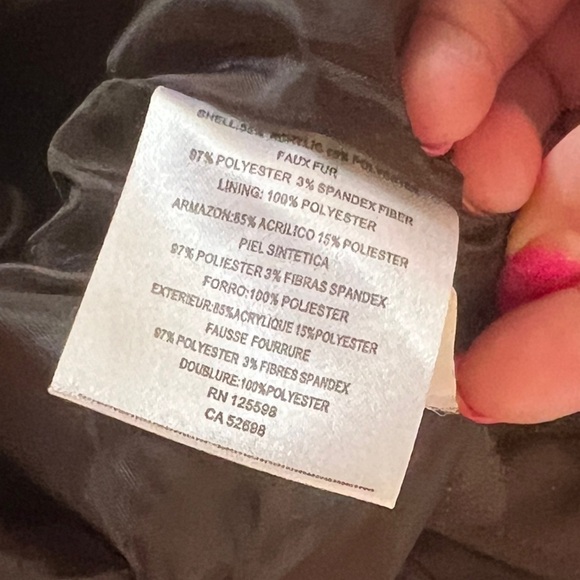 SHELL:85% ACRYLIC 15% POLYESTER
FAUX FUR
97% POLYESTER 3% SPANDEX FIBER
LINING: 100% POLYESTER
ARMAZON:85% ACRILICO 15% POLIESTER
PIEL SINTETICA
97% POLIESTER 3% FIBRAS SPANDEX
FORRO:100% POLIESTER
EXTERIEUR:85%ACRYLIQUE 15%POLYESTER
FAUSSE FOURRURE
97% POLYESTER 3% FIBRES SPANDEX
DOUBLURE:100%POLYESTER
RN 125598
CA 52698